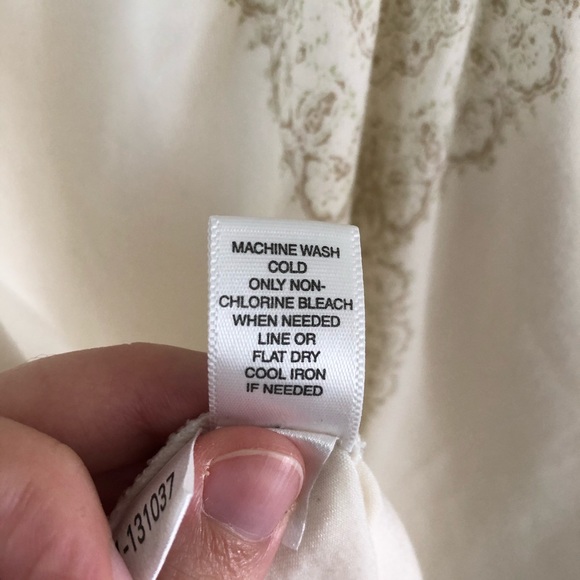 MACHINE WASH
COLD
ONLY NON-
CHLORINE BLEACH
WHEN NEEDED
LINE OR
FLAT DRY
COOL IRON
IF NEEDED
-131037